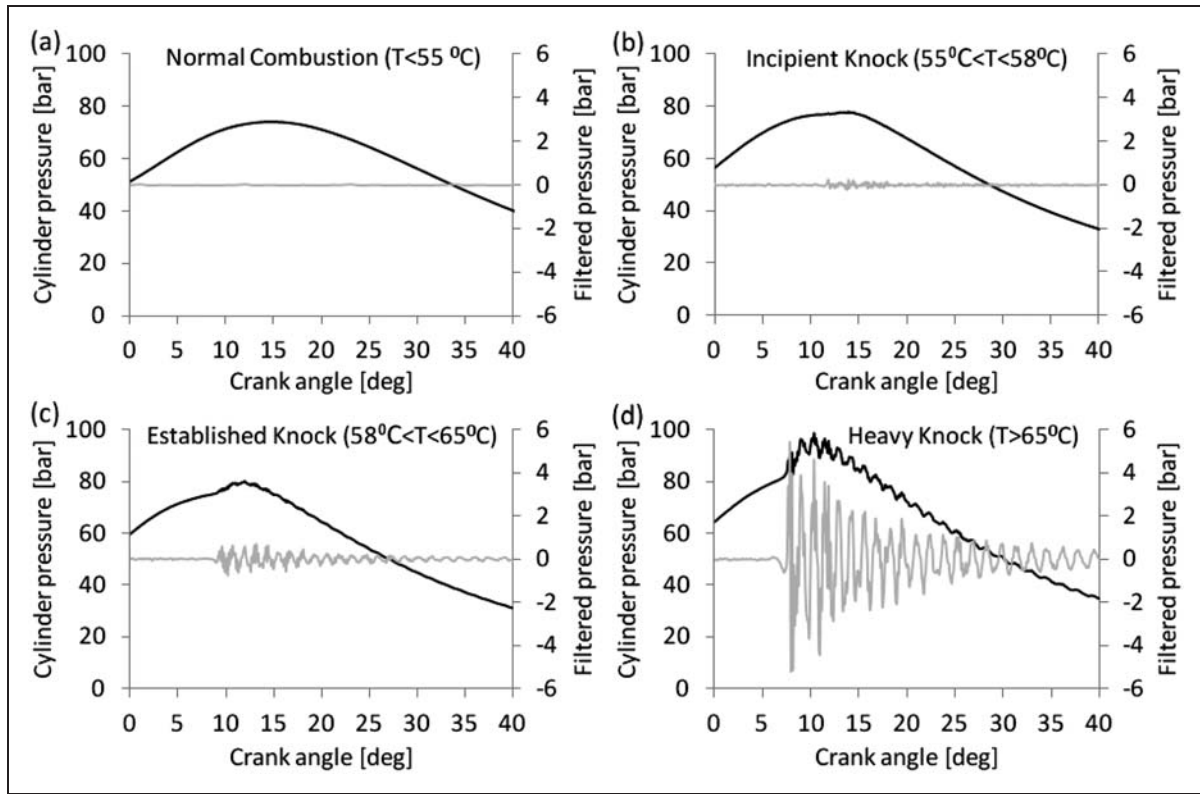 (a)
Normal Combustion (T<55 ⁰C)
100
80
60
40
20
0
Cylinder pressure [bar]
6
4
2
0
-2
-4
-6
Filtered pressure [bar]
0 5 10 15 20 25 30 35 40
Crank angle [deg]
(b)
Incipient Knock (55⁰C<T<58⁰C)
100
80
60
40
20
0
Cylinder pressure [bar]
6
4
2
0
-2
-4
-6
Filtered pressure [bar]
0 5 10 15 20 25 30 35 40
Crank angle [deg]
(c)
Established Knock (58⁰C<T<65⁰C)
100
80
60
40
20
0
Cylinder pressure [bar]
6
4
2
0
-2
-4
-6
Filtered pressure [bar]
0 5 10 15 20 25 30 35 40
Crank angle [deg]
(d)
Heavy Knock (T>65⁰C)
100
80
60
40
20
0
Cylinder pressure [bar]
6
4
2
0
-2
-4
-6
Filtered pressure [bar]
0 5 10 15 20 25 30 35 40
Crank angle [deg]